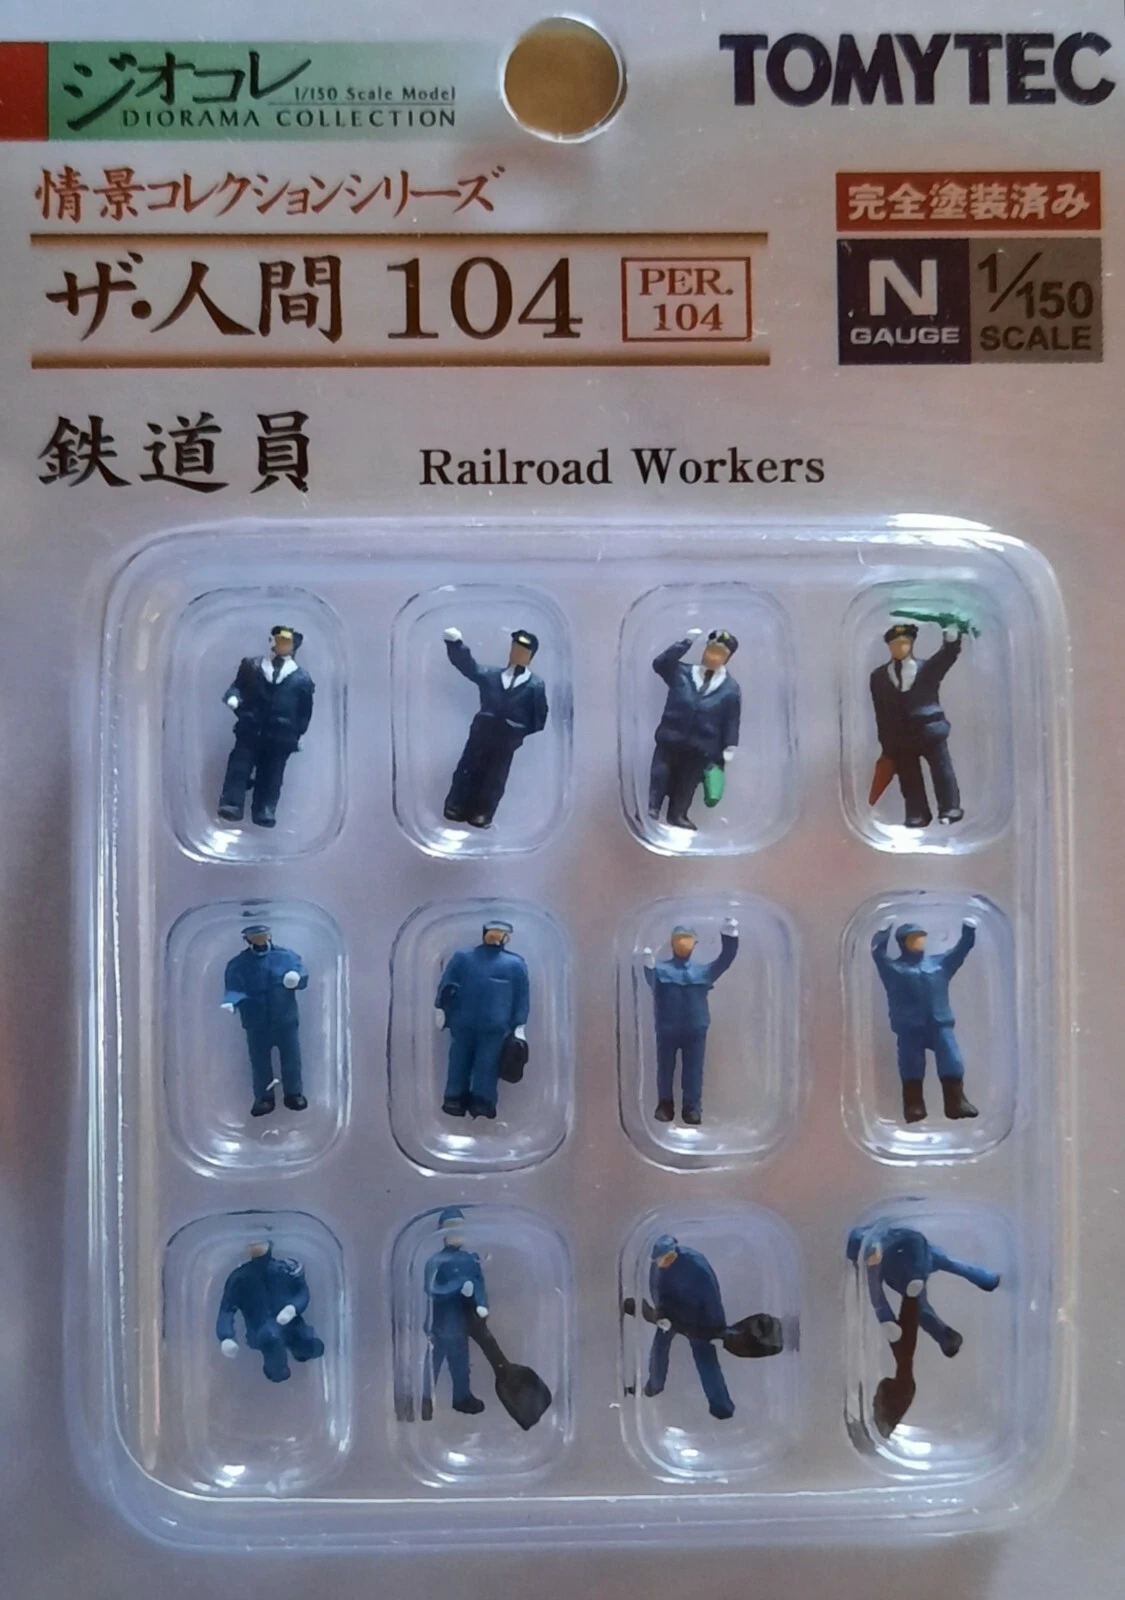 ジオコレ
1/150 Scale Model
DIORAMA COLLECTION
TOMYTEC
情景コレクションシリーズ
ザ・人間 104
PER.
104
完全塗装済み
N
GAUGE
1/150
SCALE
鉄道員
Railroad Workers